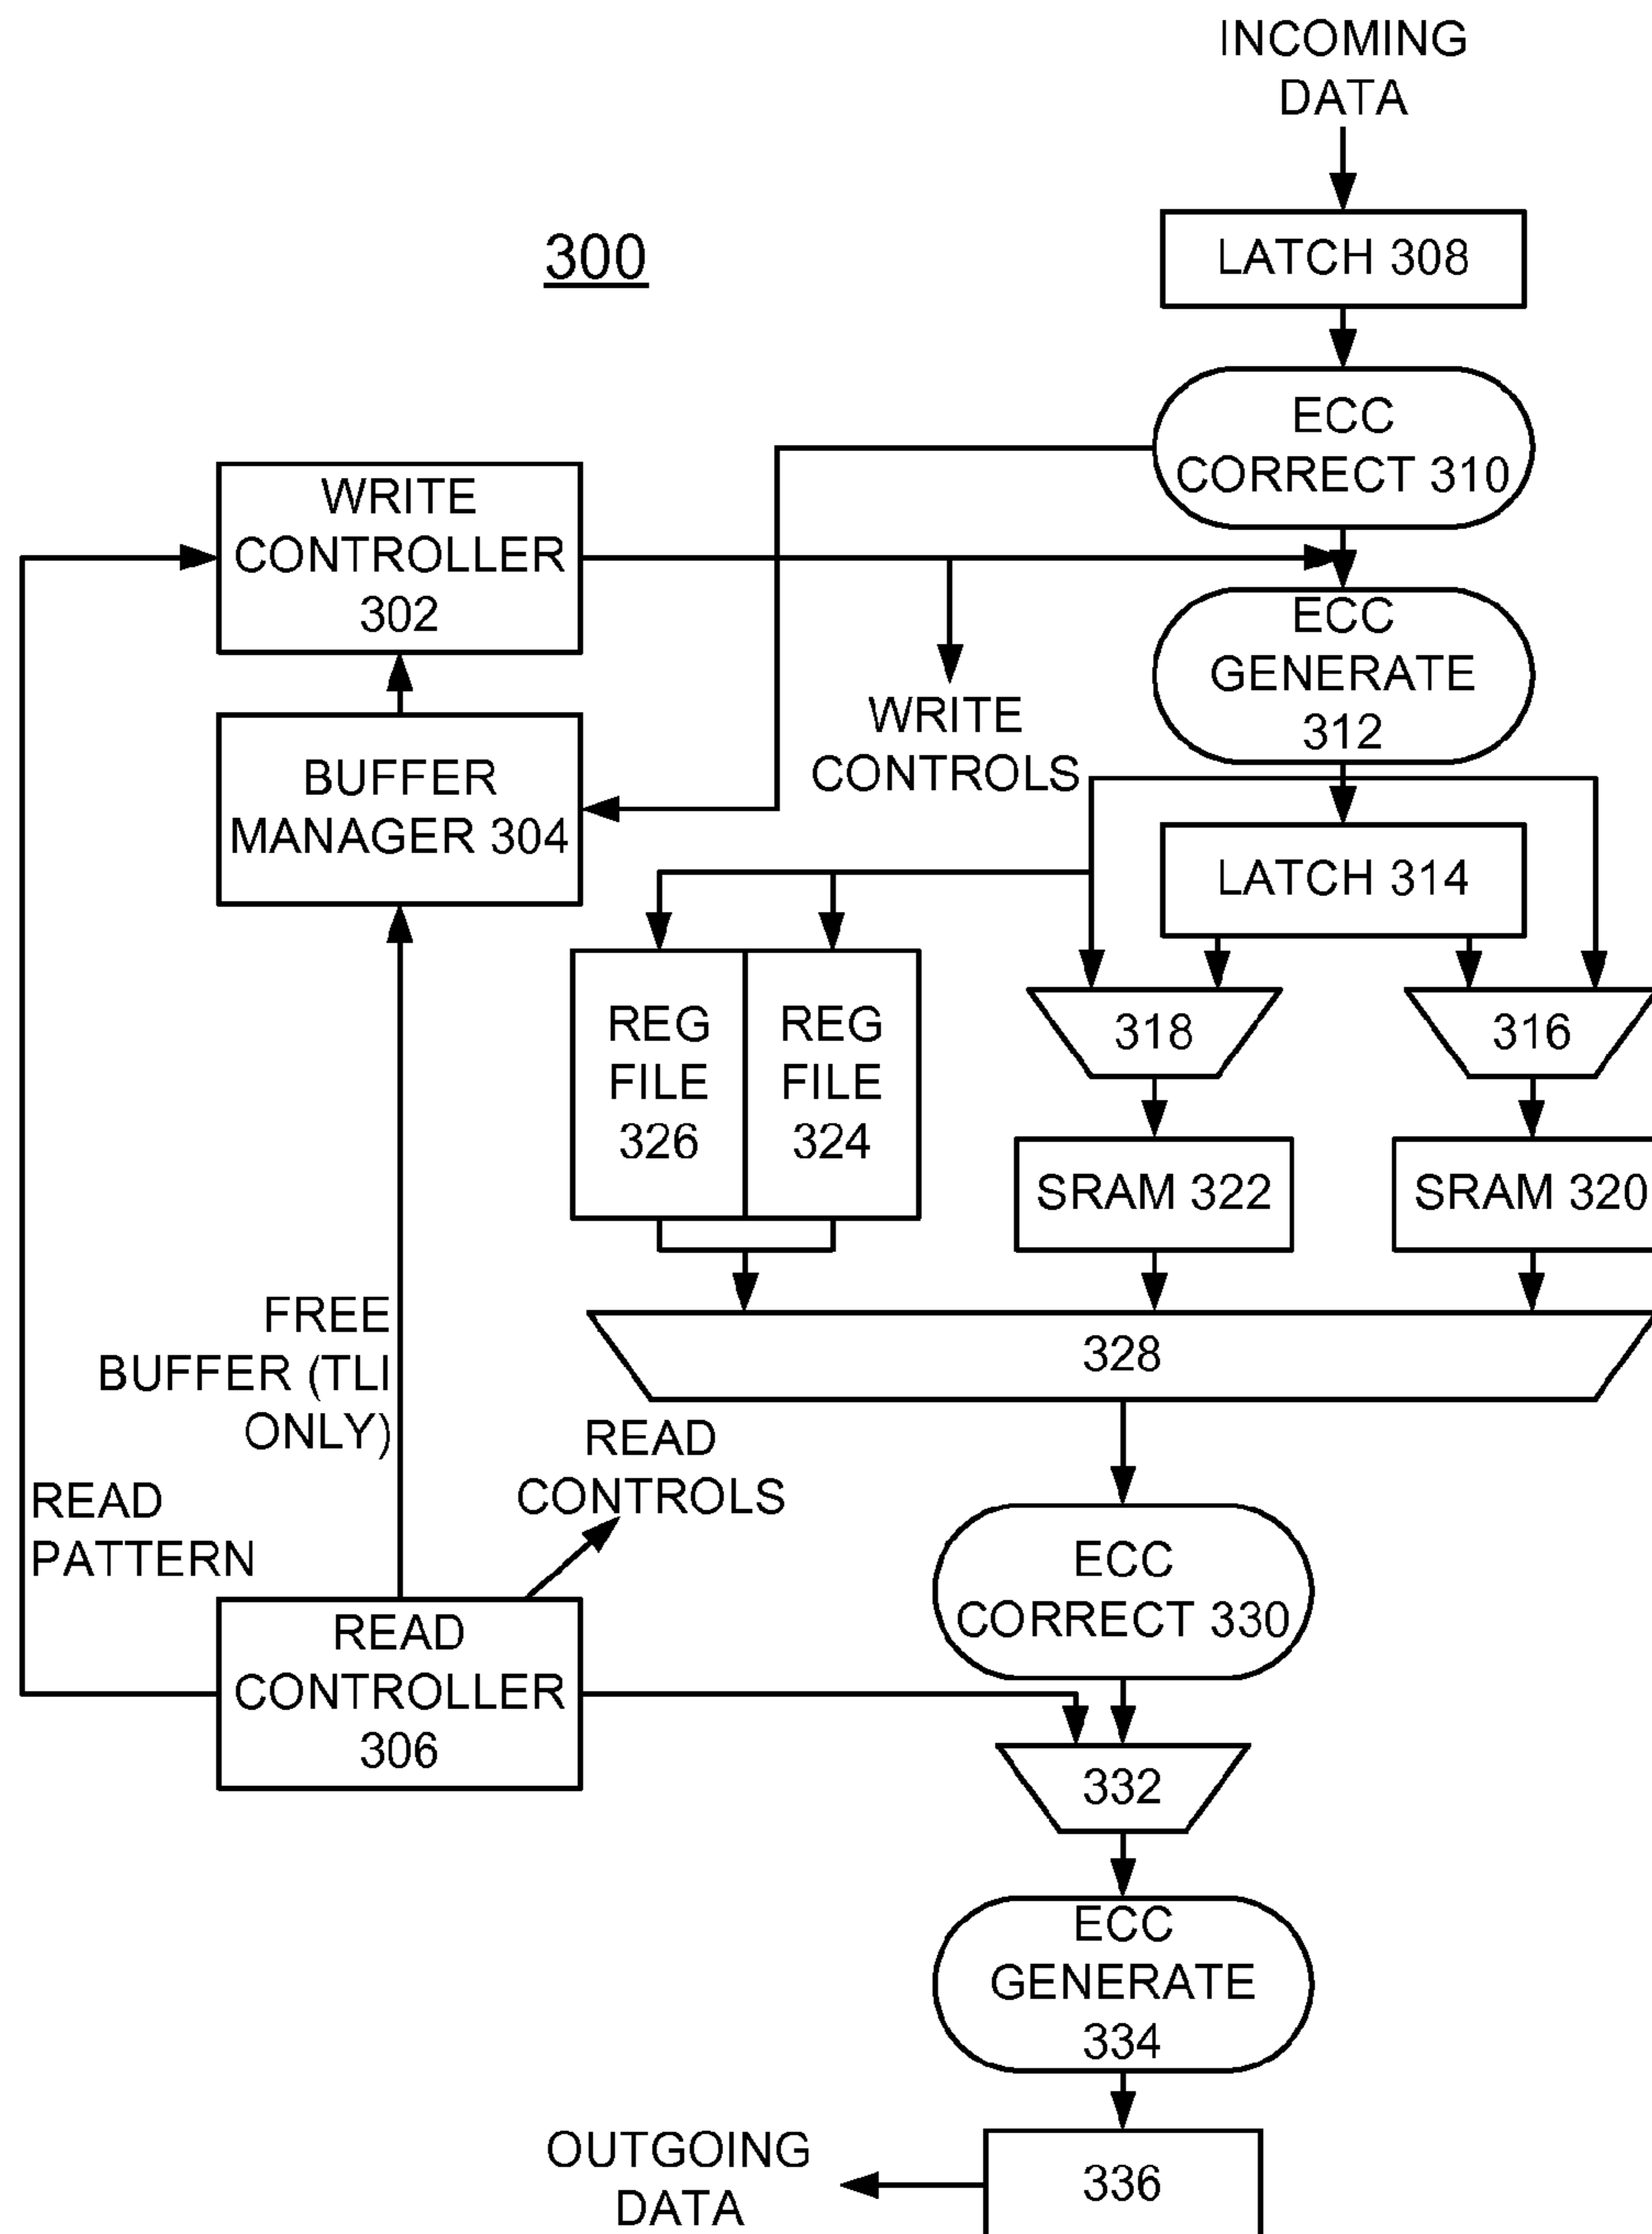 INCOMING
DATA
300
LATCH 308
ECC
CORRECT 310
WRITE
CONTROLLER
302
ECC
GENERATE
312
WRITE
CONTROLS
BUFFER
MANAGER 304
LATCH 314
REG
FILE
326
REG
FILE
324
318
316
SRAM 322
SRAM 320
FREE
BUFFER (TLI
ONLY)
328
READ
CONTROLS
READ
PATTERN
ECC
CORRECT 330
READ
CONTROLLER
306
332
ECC
GENERATE
334
OUTGOING
DATA
336